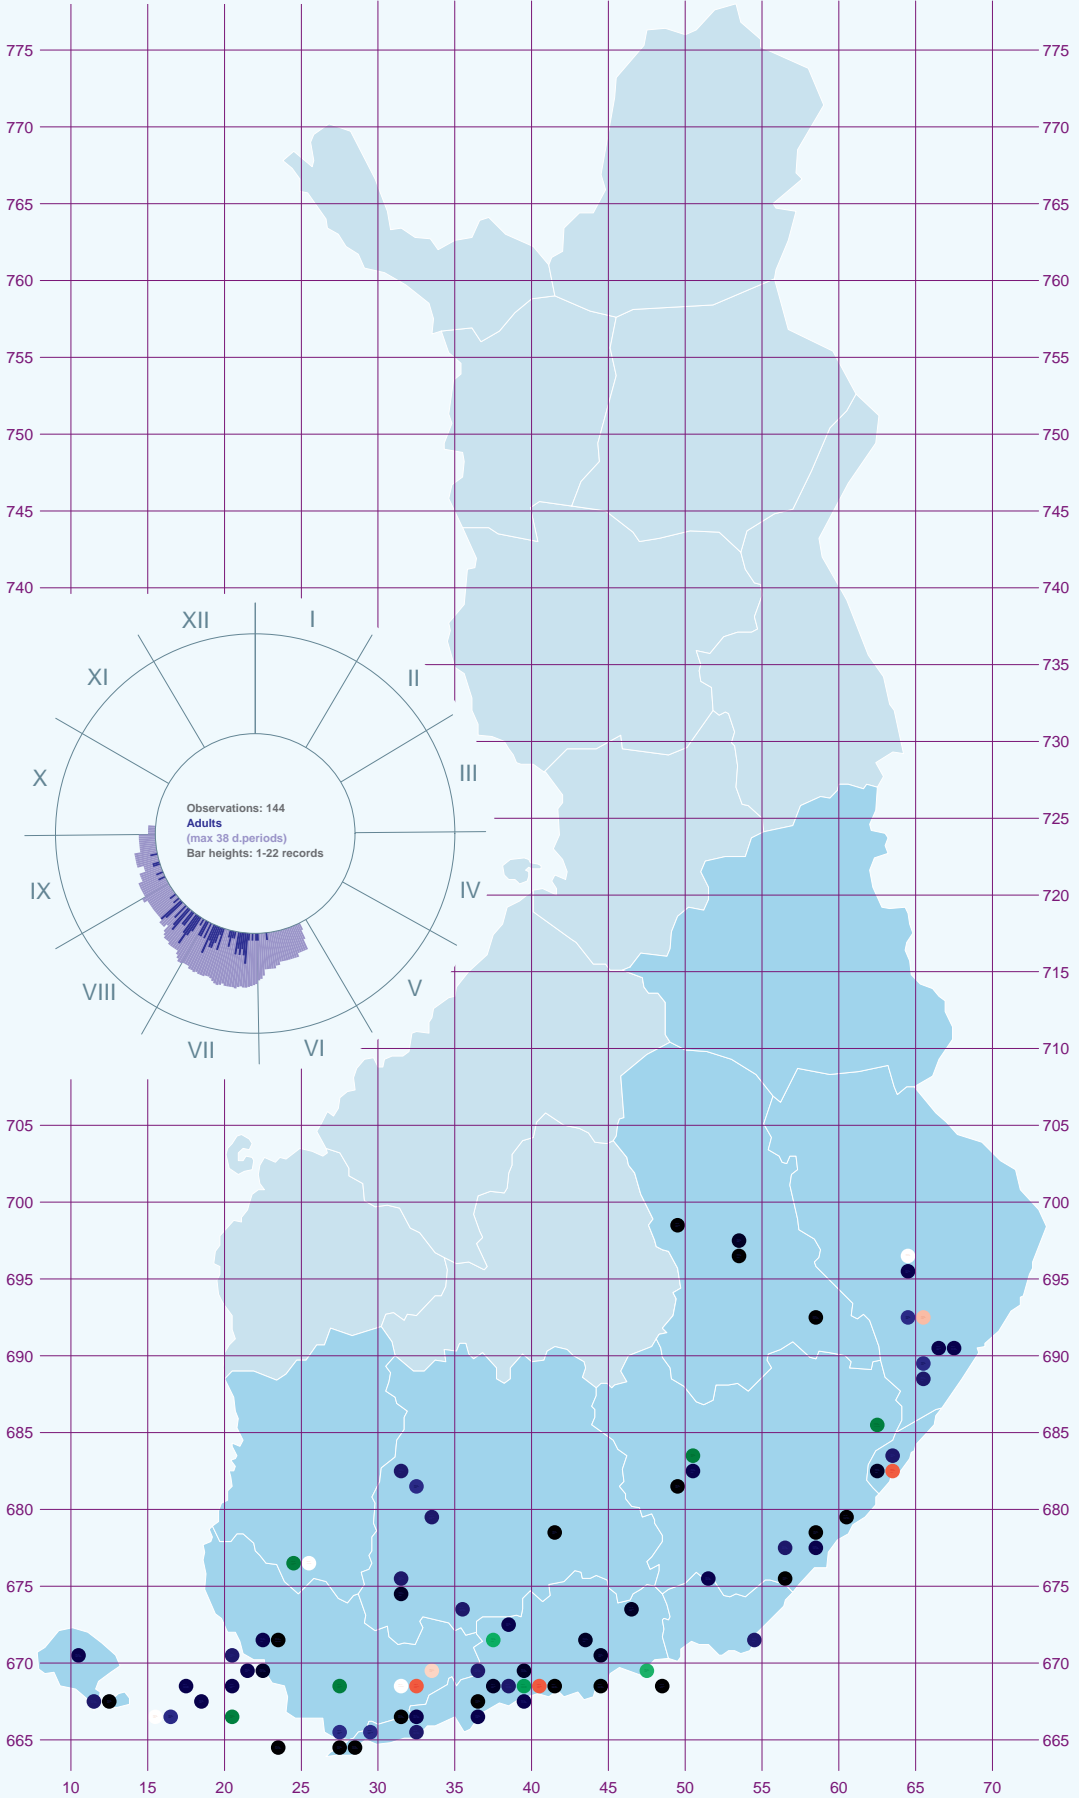 775 775
770 770
765 765
760 760
755 755
750 750
745 745
740 740
735
730
725
720
715
710
705 705
700 700
695 695
690 690
685 685
680 680
675 675
670 670
665 665
XII I
XI II
X III
IX IV
VIII V
VII VI
Observations: 144
Adults
(max 38 d.periods)
Bar heights: 1-22 records
10 15 20 25 30 35 40 45 50 55 60 65 70